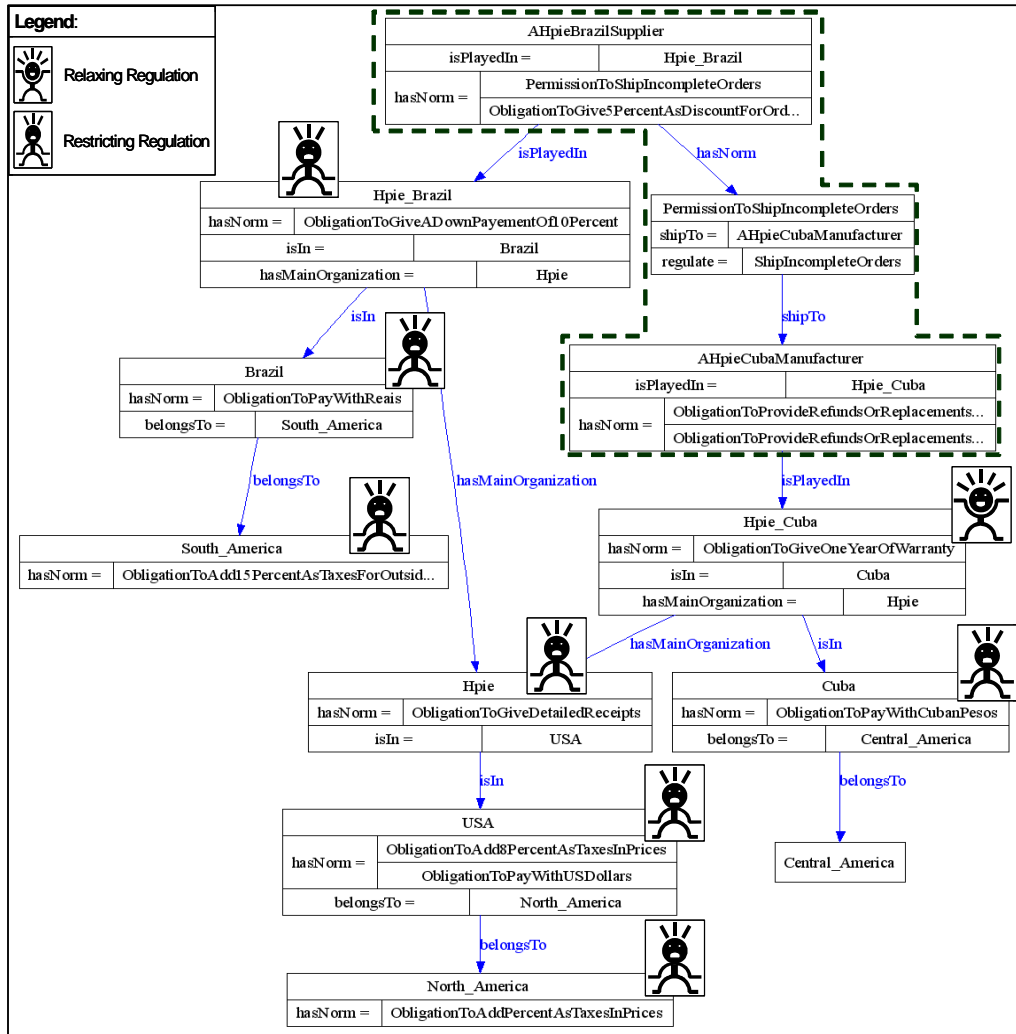 Legend:
Relaxing Regulation
Restricting Regulation
AHpieBrazilSupplier
isPlayedIn = Hpie_Brazil
hasNorm = PermissionToShipIncompleteOrders
ObligationToGive5PercentAsDiscountForOrd...
isPlayedIn
hasNorm
Hpie_Brazil
hasNorm = ObligationToGiveADownPayementOf10Percent
isIn = Brazil
hasMainOrganization = Hpie
PermissionToShipIncompleteOrders
shipTo = AHpieCubaManufacturer
regulate = ShipIncompleteOrders
isIn
shipTo
Brazil
hasNorm = ObligationToPayWithReais
belongsTo = South_America
AHpieCubaManufacturer
isPlayedIn = Hpie_Cuba
hasNorm = ObligationToProvideRefundsOrReplacements...
ObligationToProvideRefundsOrReplacements...
belongsTo
hasMainOrganization
isPlayedIn
South_America
hasNorm = ObligationToAdd15PercentAsTaxesForOutsid...
Hpie_Cuba
hasNorm = ObligationToGiveOneYearOfWarranty
isIn = Cuba
hasMainOrganization = Hpie
hasMainOrganization
isIn
Hpie
hasNorm = ObligationToGiveDetailedReceipts
isIn = USA
Cuba
hasNorm = ObligationToPayWithCubanPesos
belongsTo = Central_America
isIn
belongsTo
USA
hasNorm = ObligationToAdd8PercentAsTaxesInPrices
ObligationToPayWithUSDollars
belongsTo = North_America
Central_America
belongsTo
North_America
hasNorm = ObligationToAddPercentAsTaxesInPrices